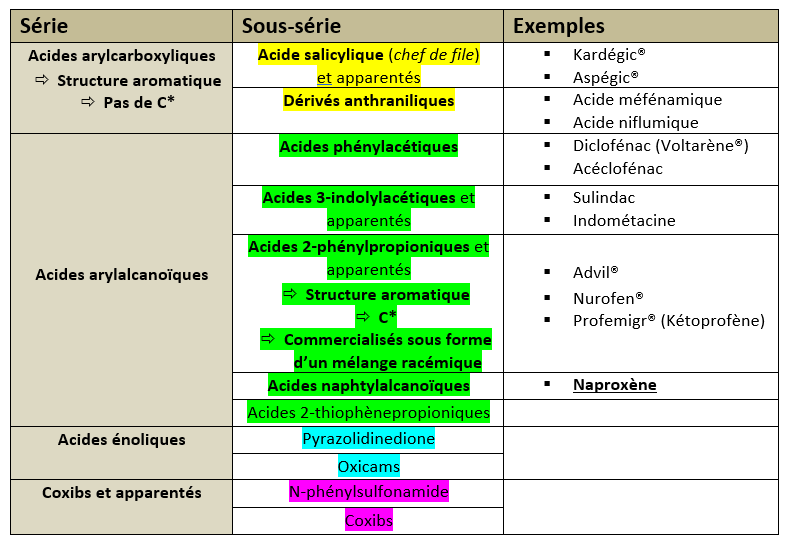 Série
Sous-série
Exemples
Acides arylcarboxyliques
⇨ Structure aromatique
⇨ Pas de C*
Acide salicylique (chef de file)
et apparentés
▪ Kardégic®
▪ Aspégic®
Dérivés anthraniliques
▪ Acide méfénamique
▪ Acide niflumique
Acides arylalcanoïques
Acides phénylacétiques
▪ Diclofénac (Voltarène®)
▪ Acéclofénac
Acides 3-indolylacétiques et
apparentés
▪ Sulindac
▪ Indométacine
Acides 2-phénylpropioniques et
apparentés
⇨ Structure aromatique
⇨ C*
⇨ Commercialisés sous forme
d’un mélange racémique
▪ Advil®
▪ Nurofen®
▪ Profemigr® (Kétoprofène)
Acides naphtylalcanoïques
▪ Naproxène
Acides 2-thiophènepropioniques
Acides énoliques
Pyrazolidinedione
Oxicams
Coxibs et apparentés
N-phénylsulfonamide
Coxibs